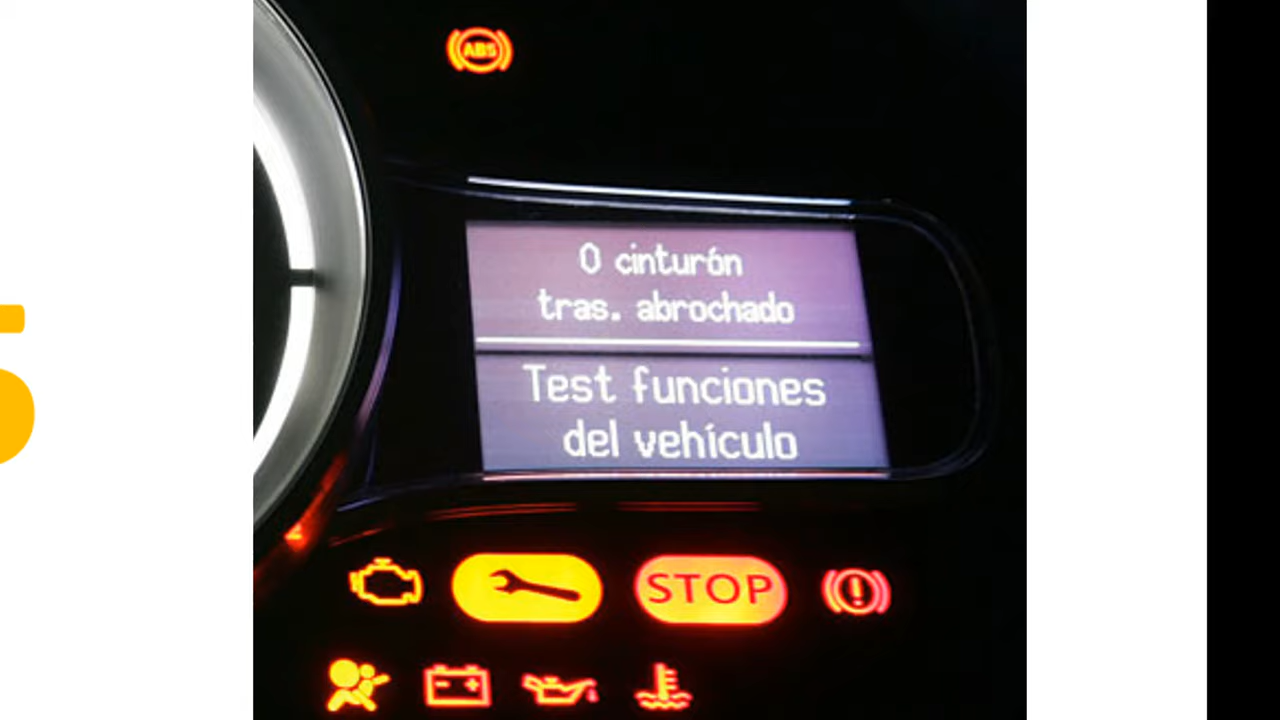 ABS
0 cinturón
tras. abrochado
Test funciones
del vehículo
STOP